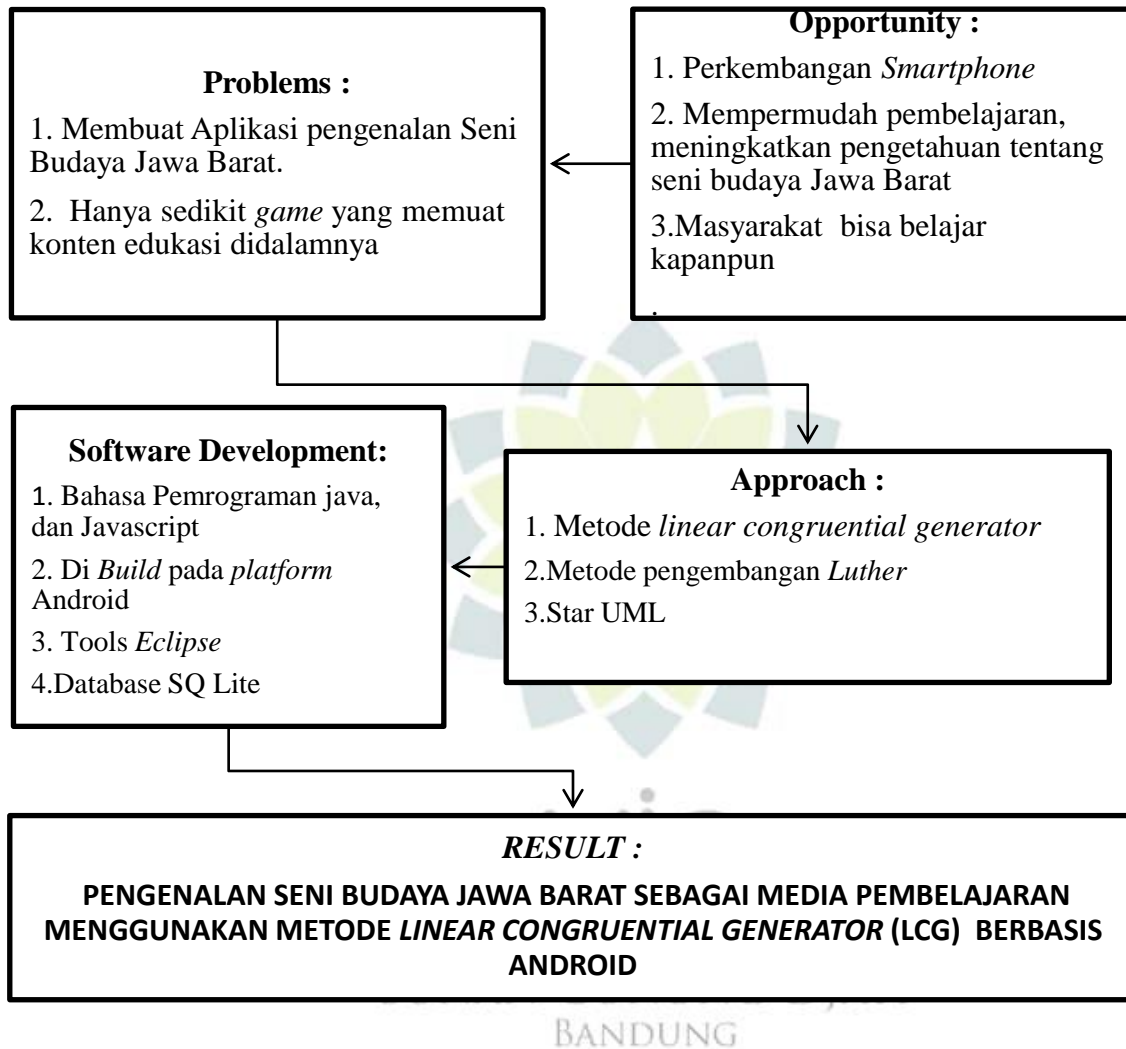 Opportunity :
1. Perkembangan Smartphone
2. Mempermudah pembelajaran,
meningkatkan pengetahuan tentang
seni budaya Jawa Barat
3.Masyarakat bisa belajar
kapanpun
.
Problems :
1. Membuat Aplikasi pengenalan Seni
Budaya Jawa Barat.
2. Hanya sedikit game yang memuat
konten edukasi didalamnya
Approach :
1. Metode linear congruential generator
2.Metode pengembangan Luther
3.Star UML
Software Development:
1. Bahasa Pemrograman java,
dan Javascript
2. Di Build pada platform
Android
3. Tools Eclipse
4.Database SQ Lite
RESULT :
PENGENALAN SENI BUDAYA JAWA BARAT SEBAGAI MEDIA PEMBELAJARAN
MENGGUNAKAN METODE LINEAR CONGRUENTIAL GENERATOR (LCG) BERBASIS
ANDROID
BANDUNG